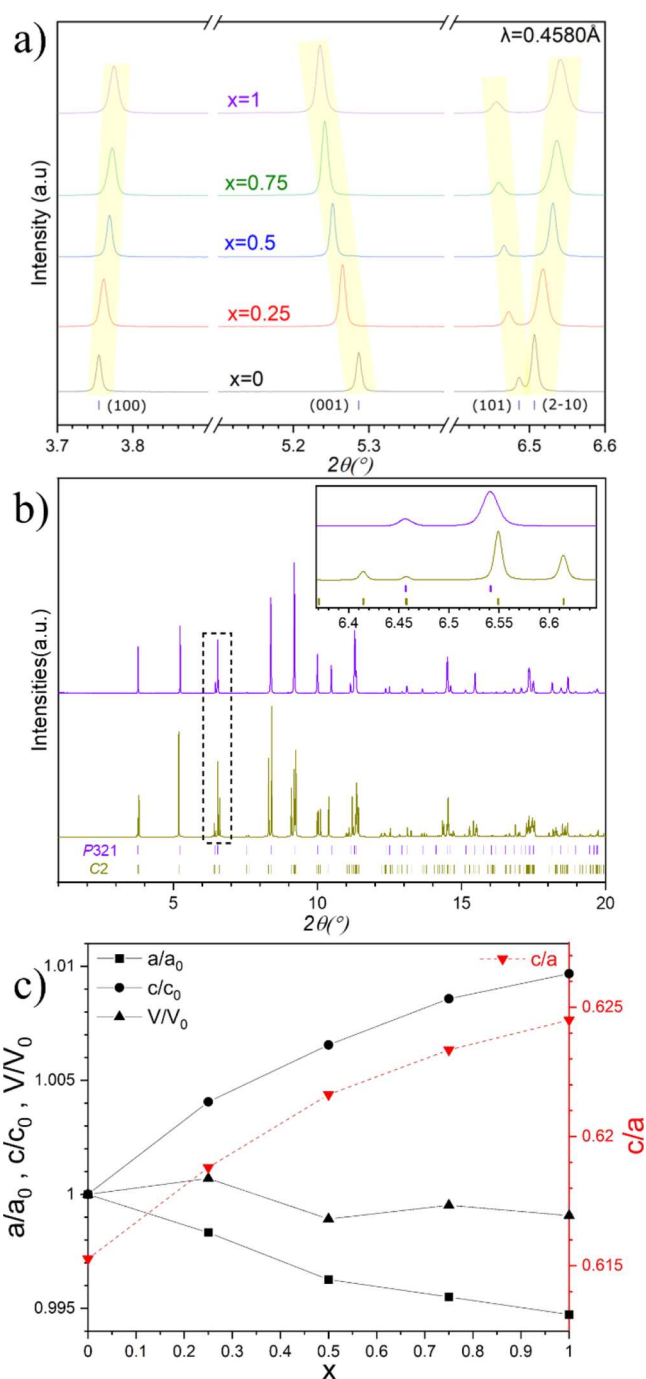 a)
λ=0.4580Å
x=1
x=0.75
x=0.5
x=0.25
x=0
(100)
(001)
(101)
(2-10)
Intensity (a.u)
3.7 3.8 5.2 5.3 6.5 6.6
2θ(°)
b)
6.4 6.45 6.5 6.55 6.6
Intensities(a.u.)
P321
C2
5 10 15 20
2θ(°)
c)
a/a0
c/c0
V/V0
c/a
1.01
1.005
1
0.995
a/a0 , c/c0 , V/V0
0.625
0.62
0.615
c/a
0 0.1 0.2 0.3 0.4 0.5 0.6 0.7 0.8 0.9 1
x